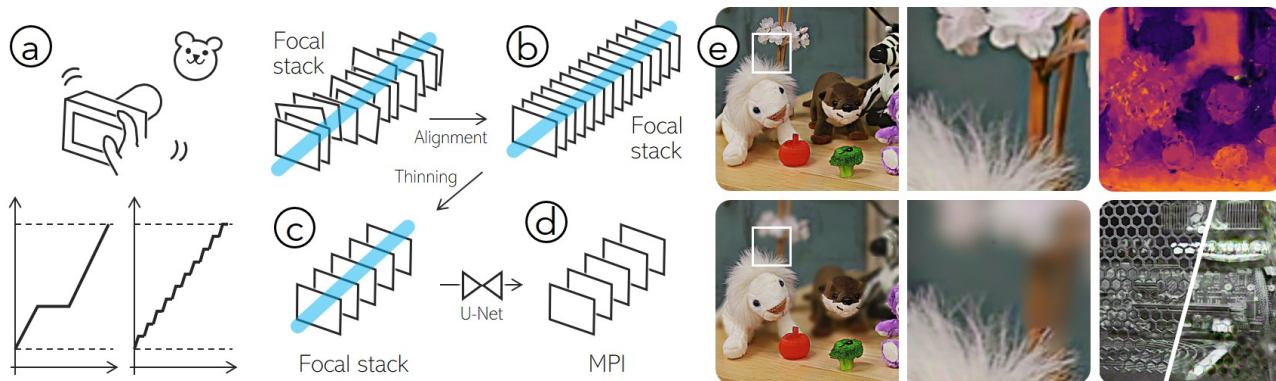 a
Focal
stack
Alignment
b
Focal
stack
Thinning
c
Focal stack
U-Net
d
MPI
e